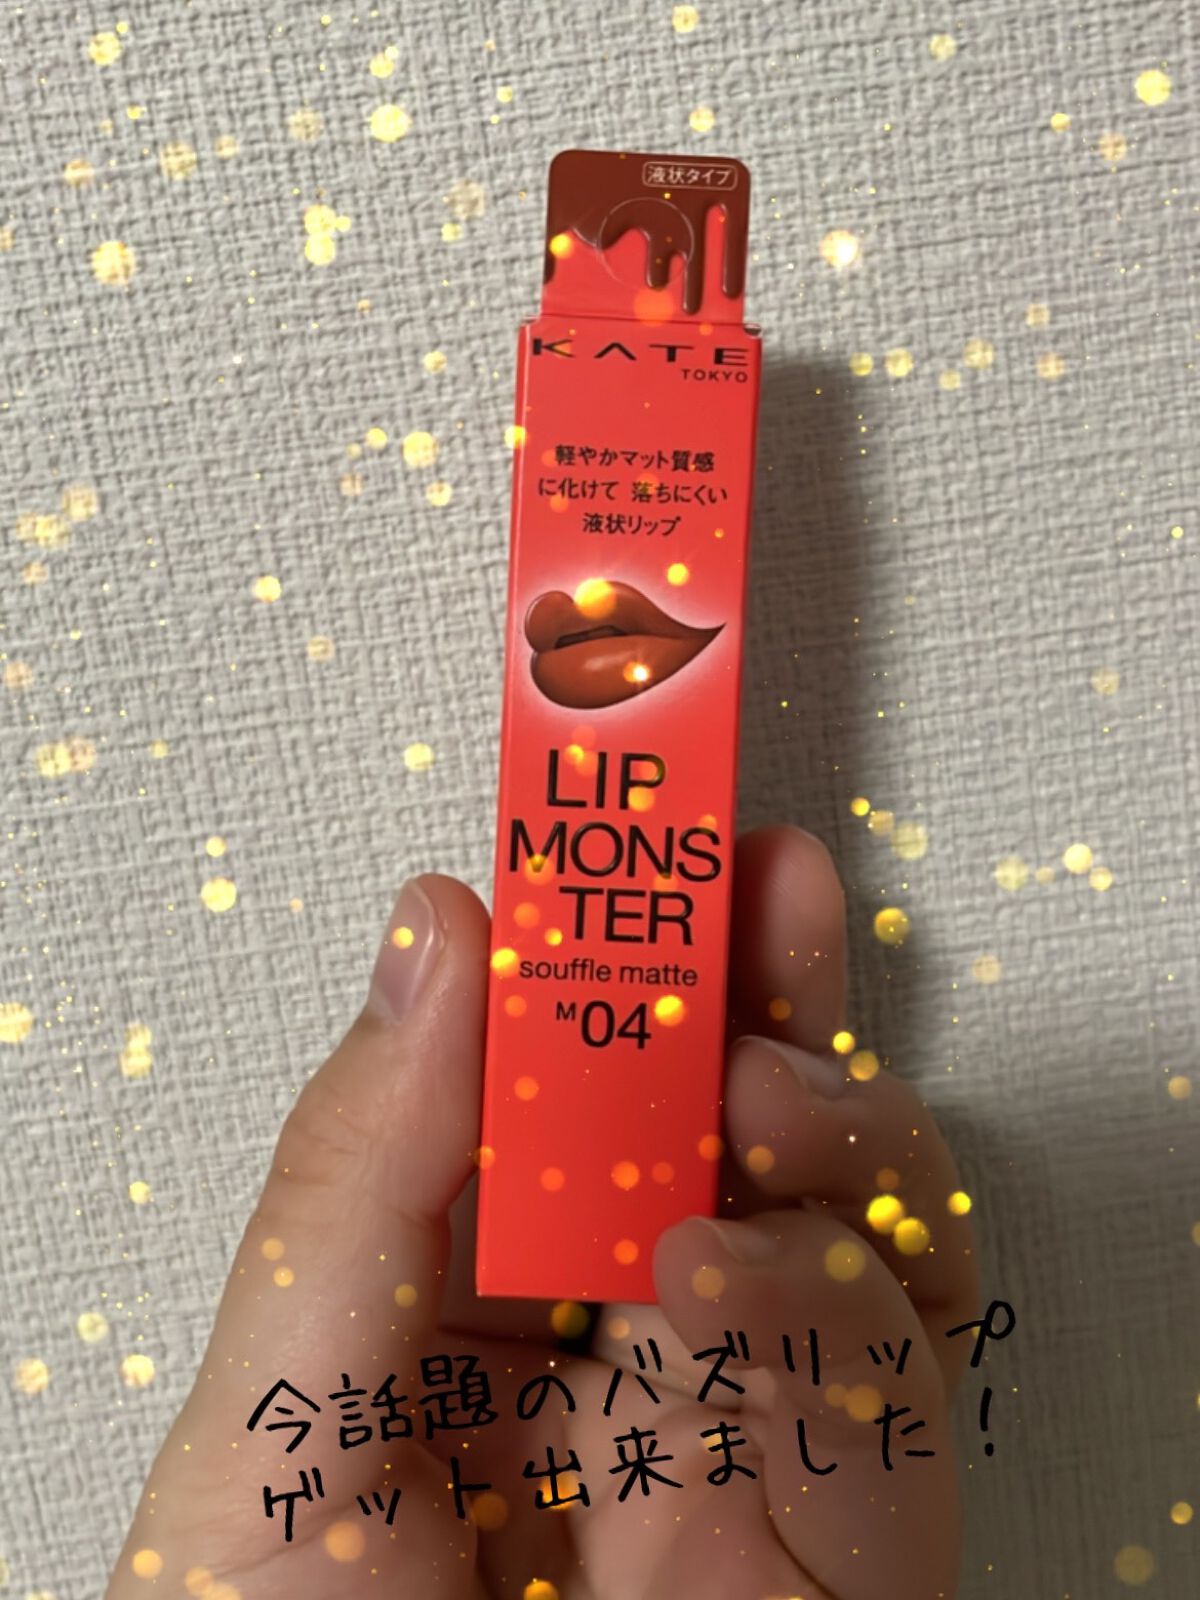 液状タイプ
KATE
TOKYO
軽やかマット質感
に化けて 落ちにくい
液状リップ
LIP
MONS
TER
souffle matte
M04
今話題のバズリップ
ゲット出来ました!